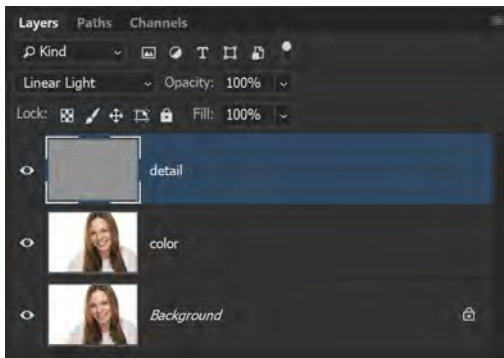 Layers Paths Channels
Kind
Linear Light Opacity: 100%
Lock: Fill: 100%
detail
color
Background